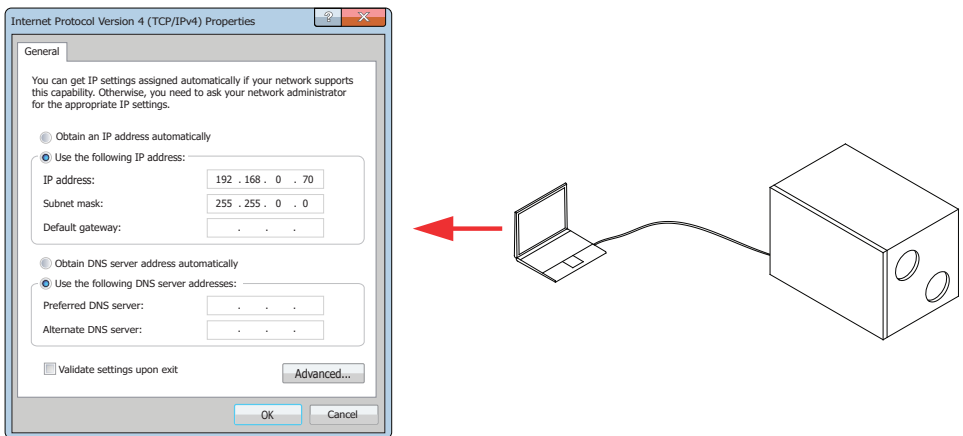 Internet Protocol Version 4 (TCP/IPv4) Properties
?
X
General
You can get IP settings assigned automatically if your network supports
this capability. Otherwise, you need to ask your network administrator
for the appropriate IP settings.
Obtain an IP address automatically
Use the following IP address:
IP address: 192 . 168 . 0 . 70
Subnet mask: 255 . 255 . 0 . 0
Default gateway: . . .
Obtain DNS server address automatically
Use the following DNS server addresses:
Preferred DNS server: . . .
Alternate DNS server: . . .
Validate settings upon exit
Advanced...
OK Cancel